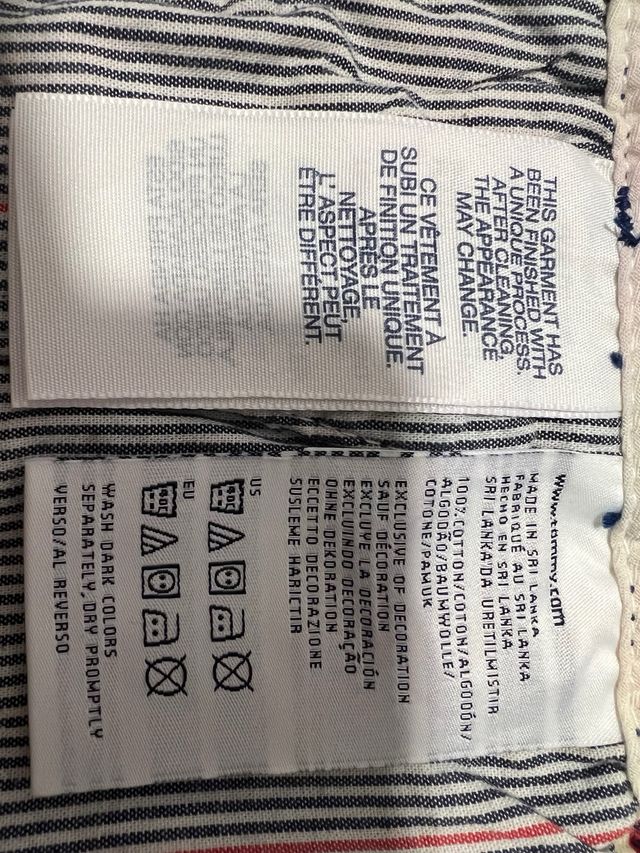 THIS GARMENT HAS
BEEN FINISHED WITH
A UNIQUE PROCESS.
AFTER CLEANING,
THE APPEARANCE
MAY CHANGE.
CE VÊTEMENT À
SUBI UN TRAITEMENT
DE FINITION UNIQUE.
APRÈS LE
NETTOYAGE,
L' ASPECT PEUT
ÊTRE DIFFÉRENT.
www.tommy.com
MADE IN SRI LANKA
FABRIQUÉ AU SRI LANKA
HECHO EN SRI LANKA
SRI LANKA'DA URETILMISTIR
100% COTTON/COTON/ALGODÓN/
ALGODÃO/BAUMWOLLE/
COTONE/PAMUK
EXCLUSIVE OF DECORATION
SAUF DÉCORATION
EXCLUYE LA DECORACIÓN
EXCLUINDO DECORAÇÃO
OHNE DEKORATION
ECCETTO DECORAZIONE
SUSLEME HARICTIR
US
EU
WASH DARK COLORS
SEPARATELY,DRY PROMPTLY
VERSO/AL REVERSO